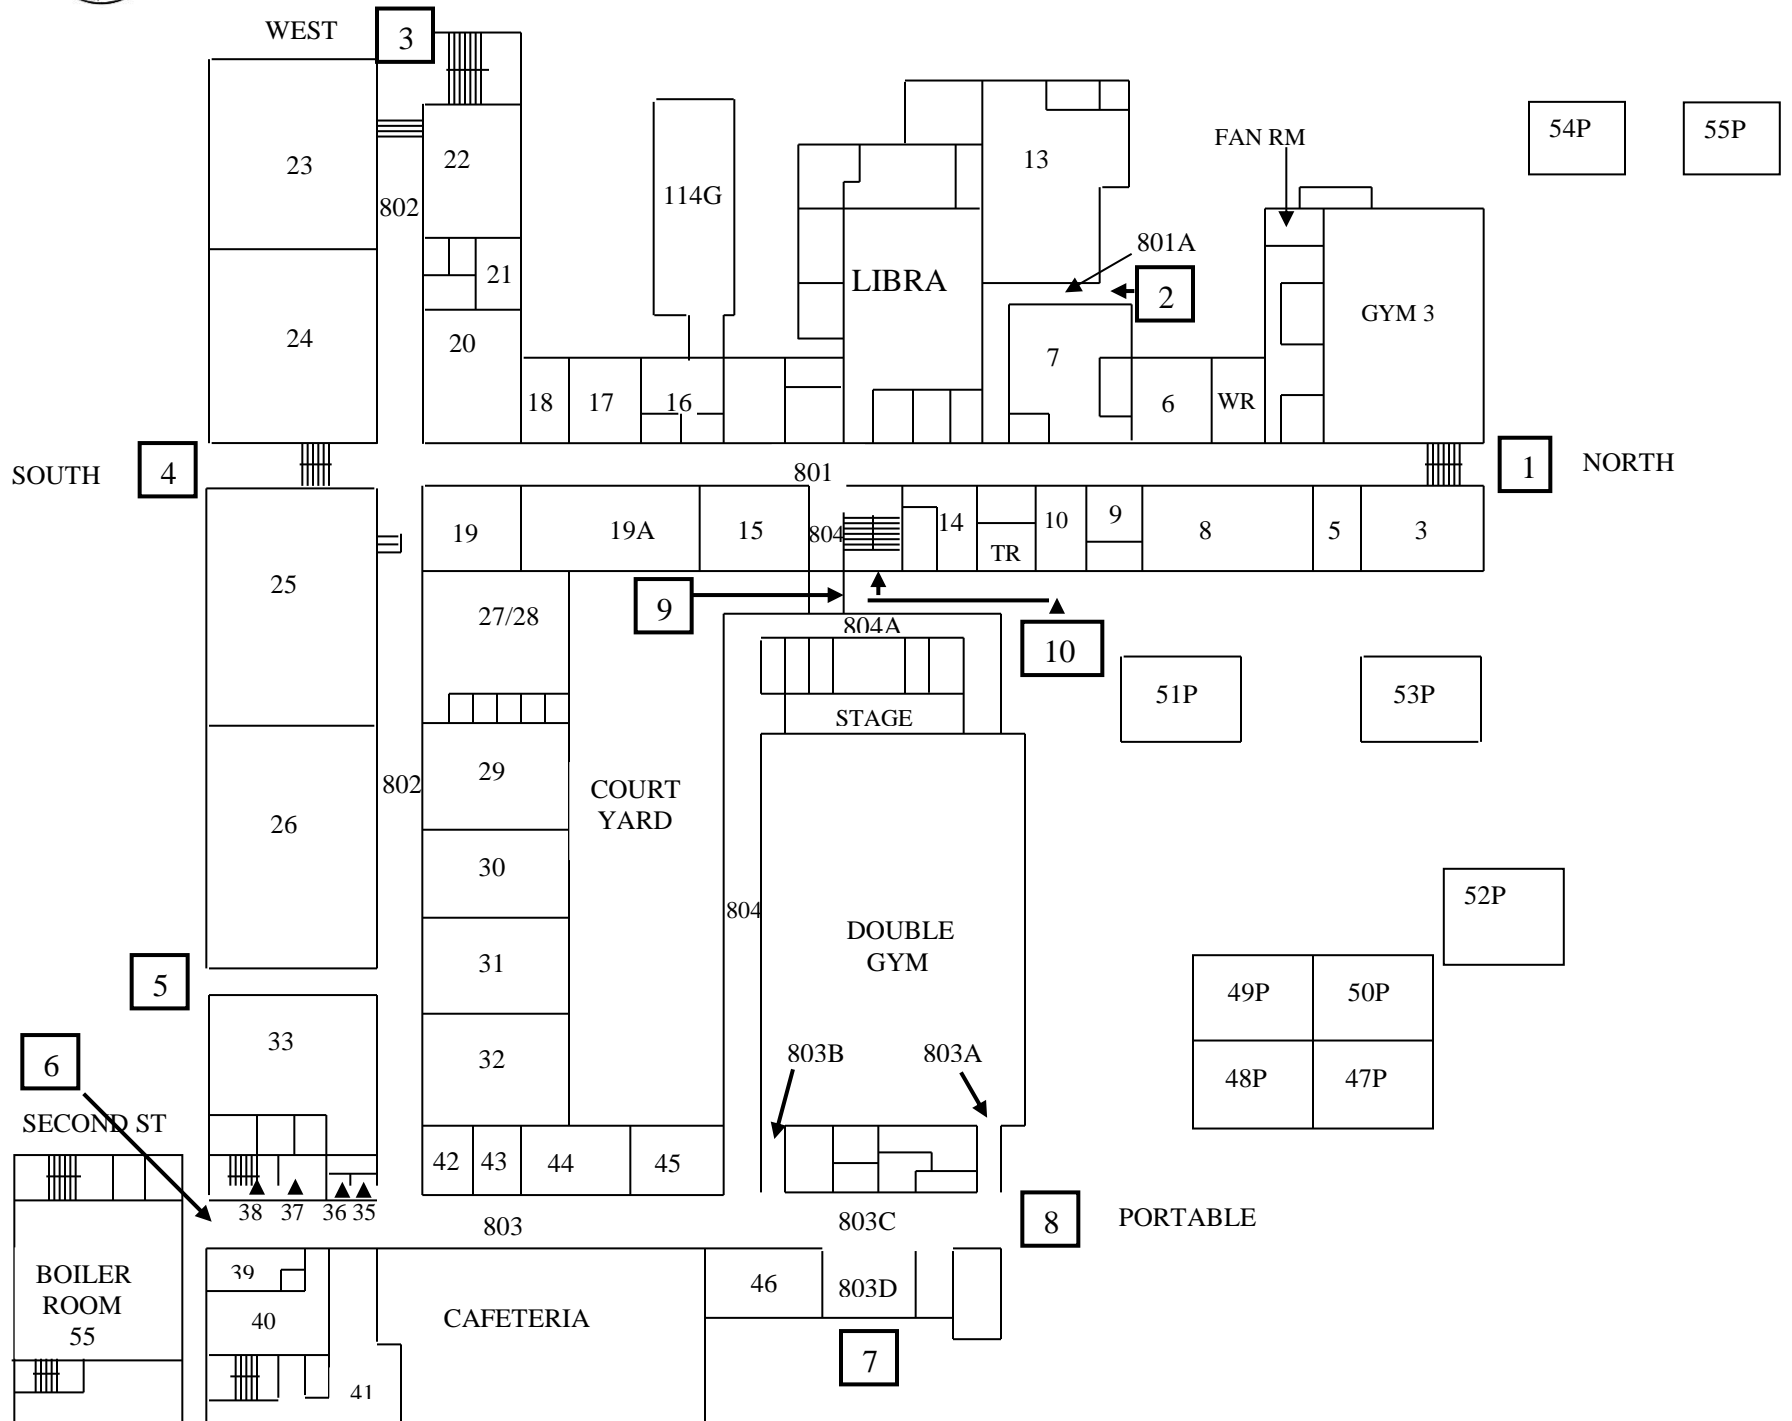 WEST
3
54P
55P
FAN RM
23
22
13
114G
802
801A
21
LIBRA
2
GYM 3
24
20
7
18
17
16
6
WR
SOUTH
4
801
1
NORTH
19
19A
15
804
14
10
9
8
5
3
TR
25
27/28
9
804A
10
51P
53P
STAGE
29
802
COURT
YARD
26
30
52P
804
DOUBLE
GYM
31
5
49P
50P
33
32
803B
803A
6
48P
47P
SECOND ST
42
43
44
45
38
37
36
35
803
803C
8
PORTABLE
39
BOILER
ROOM
55
46
803D
40
CAFETERIA
7
41